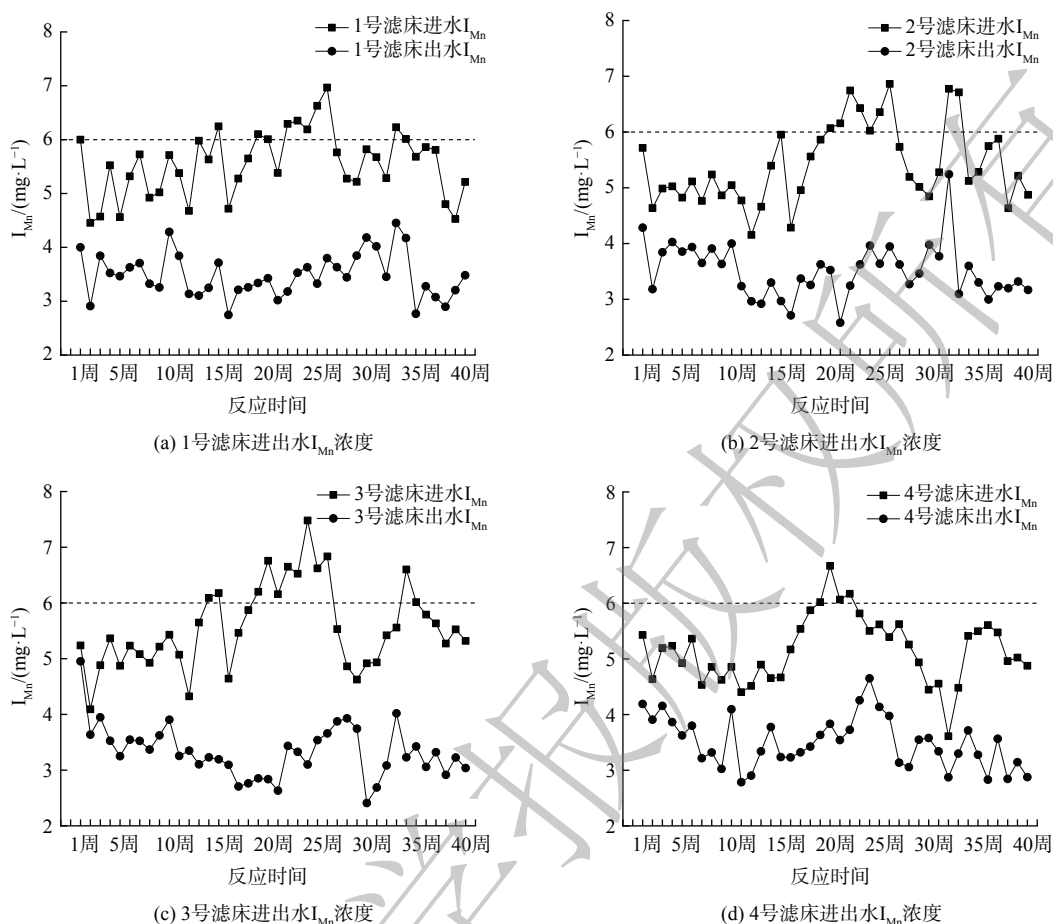 8
7
6
5
4
3
2
I_Mn/(mg·L⁻¹)
1号滤床进水I_Mn
1号滤床出水I_Mn
1周 5周 10周 15周 20周 25周 30周 35周 40周
反应时间
(a) 1号滤床进出水I_Mn浓度
8
7
6
5
4
3
2
I_Mn/(mg·L⁻¹)
2号滤床进水I_Mn
2号滤床出水I_Mn
1周 5周 10周 15周 20周 25周 30周 35周 40周
反应时间
(b) 2号滤床进出水I_Mn浓度
8
7
6
5
4
3
2
I_Mn/(mg·L⁻¹)
3号滤床进水I_Mn
3号滤床出水I_Mn
1周 5周 10周 15周 20周 25周 30周 35周 40周
反应时间
(c) 3号滤床进出水I_Mn浓度
8
7
6
5
4
3
2
I_Mn/(mg·L⁻¹)
4号滤床进水I_Mn
4号滤床出水I_Mn
1周 5周 10周 15周 20周 25周 30周 35周 40周
反应时间
(d) 4号滤床进出水I_Mn浓度
学报版权所有